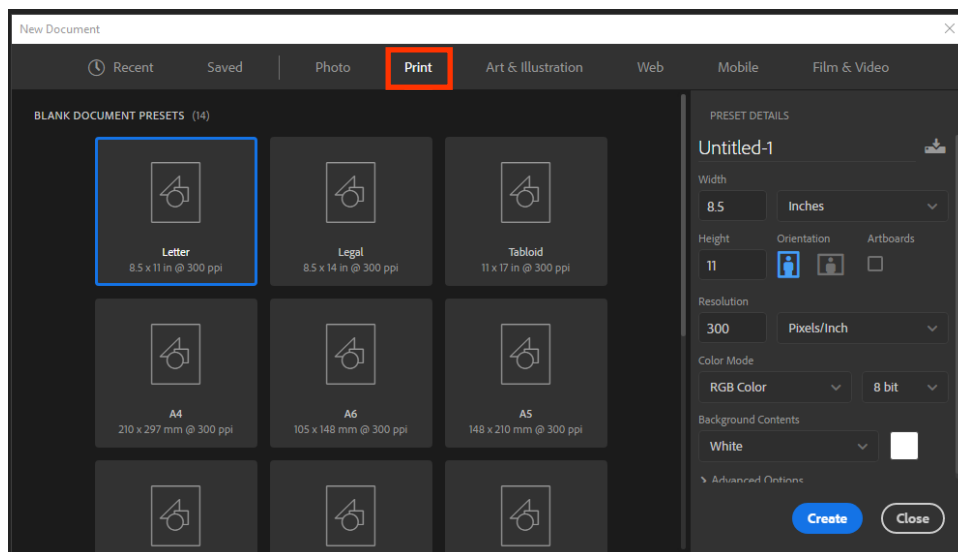 New Document
Recent Saved Photo Print Art & Illustration Web Mobile Film & Video
BLANK DOCUMENT PRESETS (14)
Letter
8.5 x 11 in @ 300 ppi
Legal
8.5 x 14 in @ 300 ppi
Tabloid
11 x 17 in @ 300 ppi
A4
210 x 297 mm @ 300 ppi
A6
105 x 148 mm @ 300 ppi
A5
148 x 210 mm @ 300 ppi
PRESET DETAILS
Untitled-1
Width
8.5 Inches
Height Orientation Artboards
11
Resolution
300 Pixels/Inch
Color Mode
RGB Color 8 bit
Background Contents
White
Advanced Options
Create Close